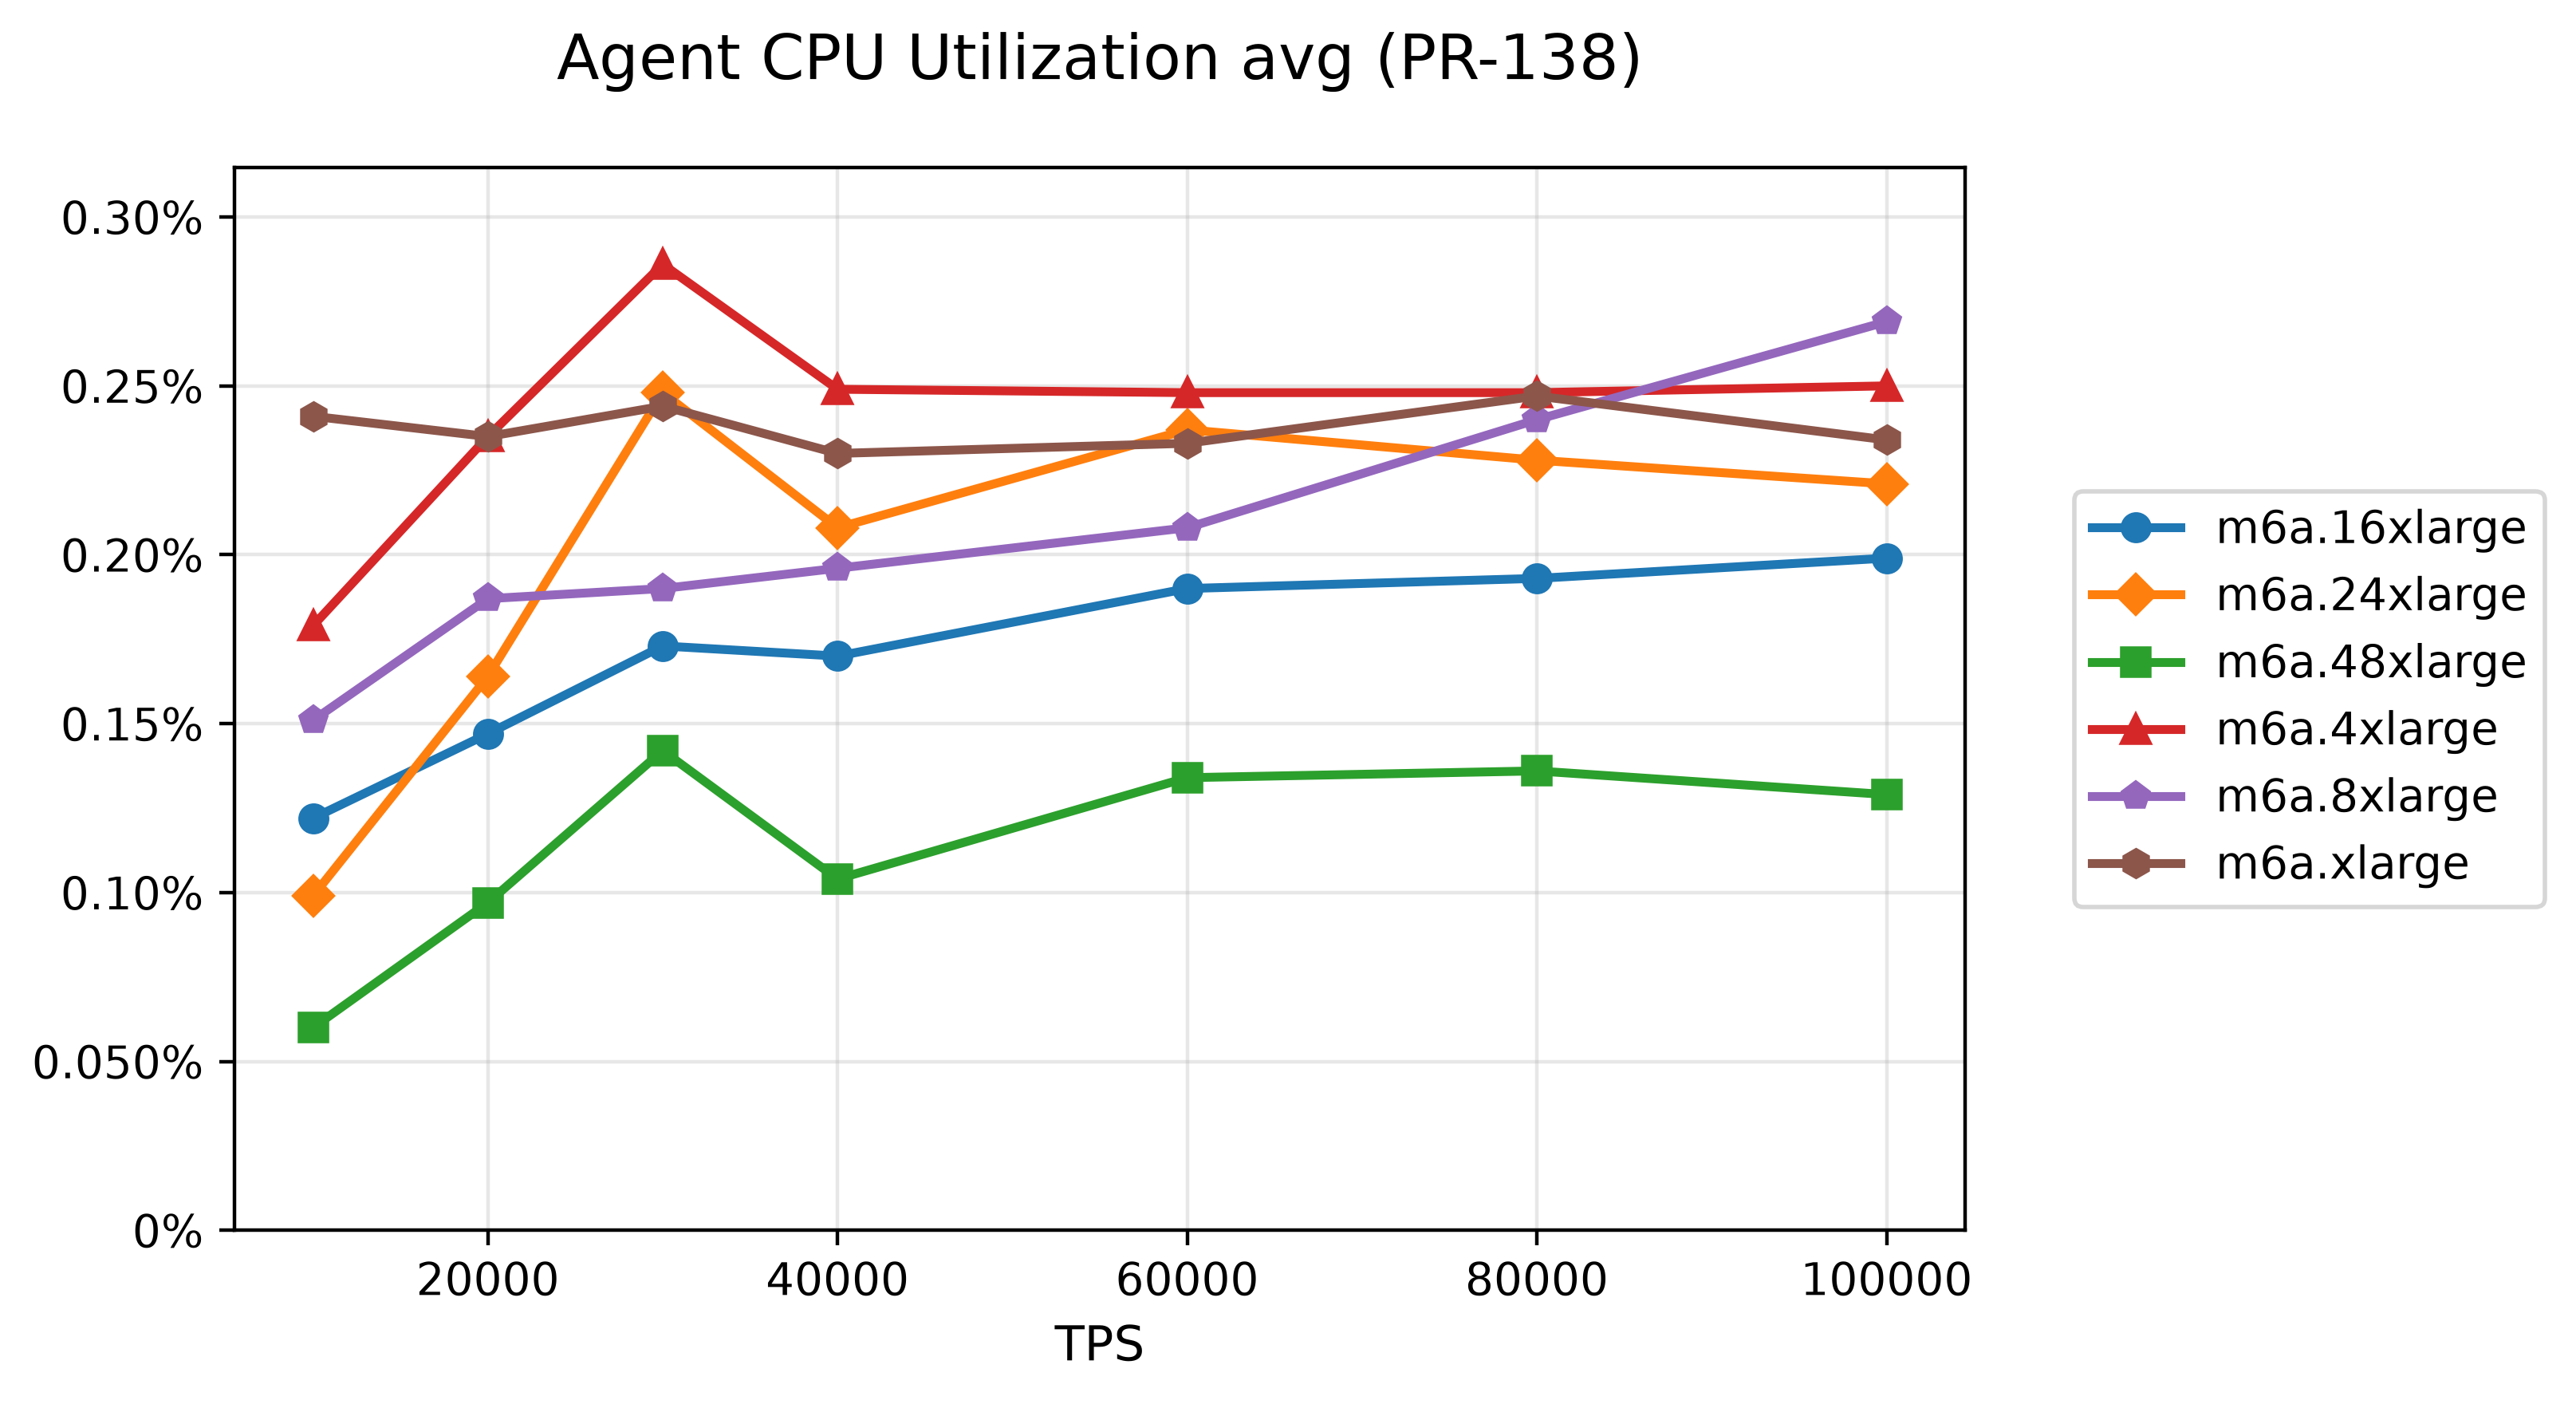 Agent CPU Utilization avg (PR-138)
0.30%
0.25%
0.20%
0.15%
0.10%
0.050%
0%
20000 40000 60000 80000 100000
TPS
m6a.16xlarge
m6a.24xlarge
m6a.48xlarge
m6a.4xlarge
m6a.8xlarge
m6a.xlarge